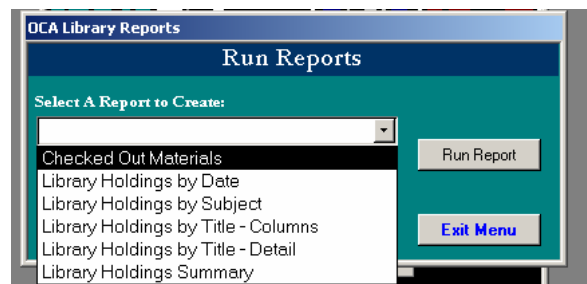 OCA Library Reports
Run Reports
Select A Report to Create:
Checked Out Materials
Run Report
Library Holdings by Date
Library Holdings by Subject
Library Holdings by Title - Columns
Exit Menu
Library Holdings by Title - Detail
Library Holdings Summary